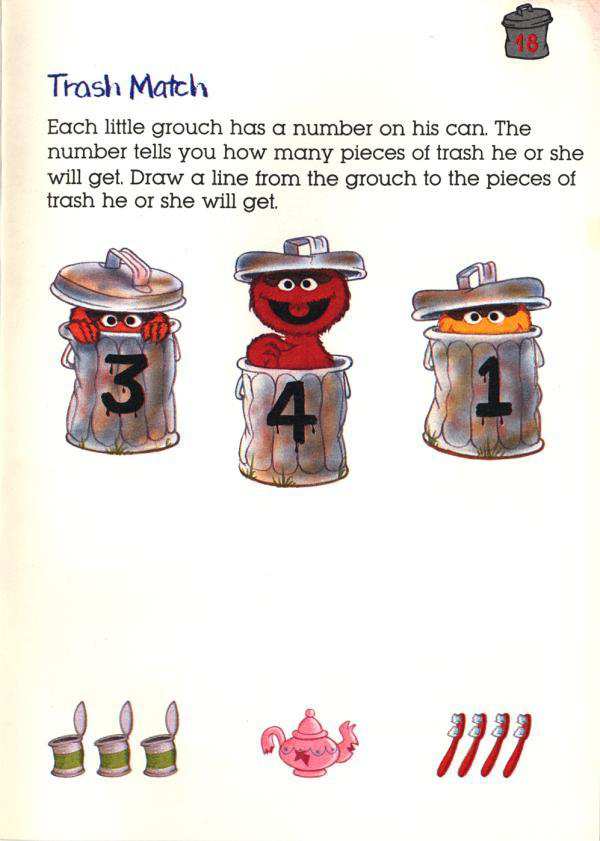 18
Trash Match
Each little grouch has a number on his can. The
number tells you how many pieces of trash he or she
will get. Draw a line from the grouch to the pieces of
trash he or she will get.
3
4
1